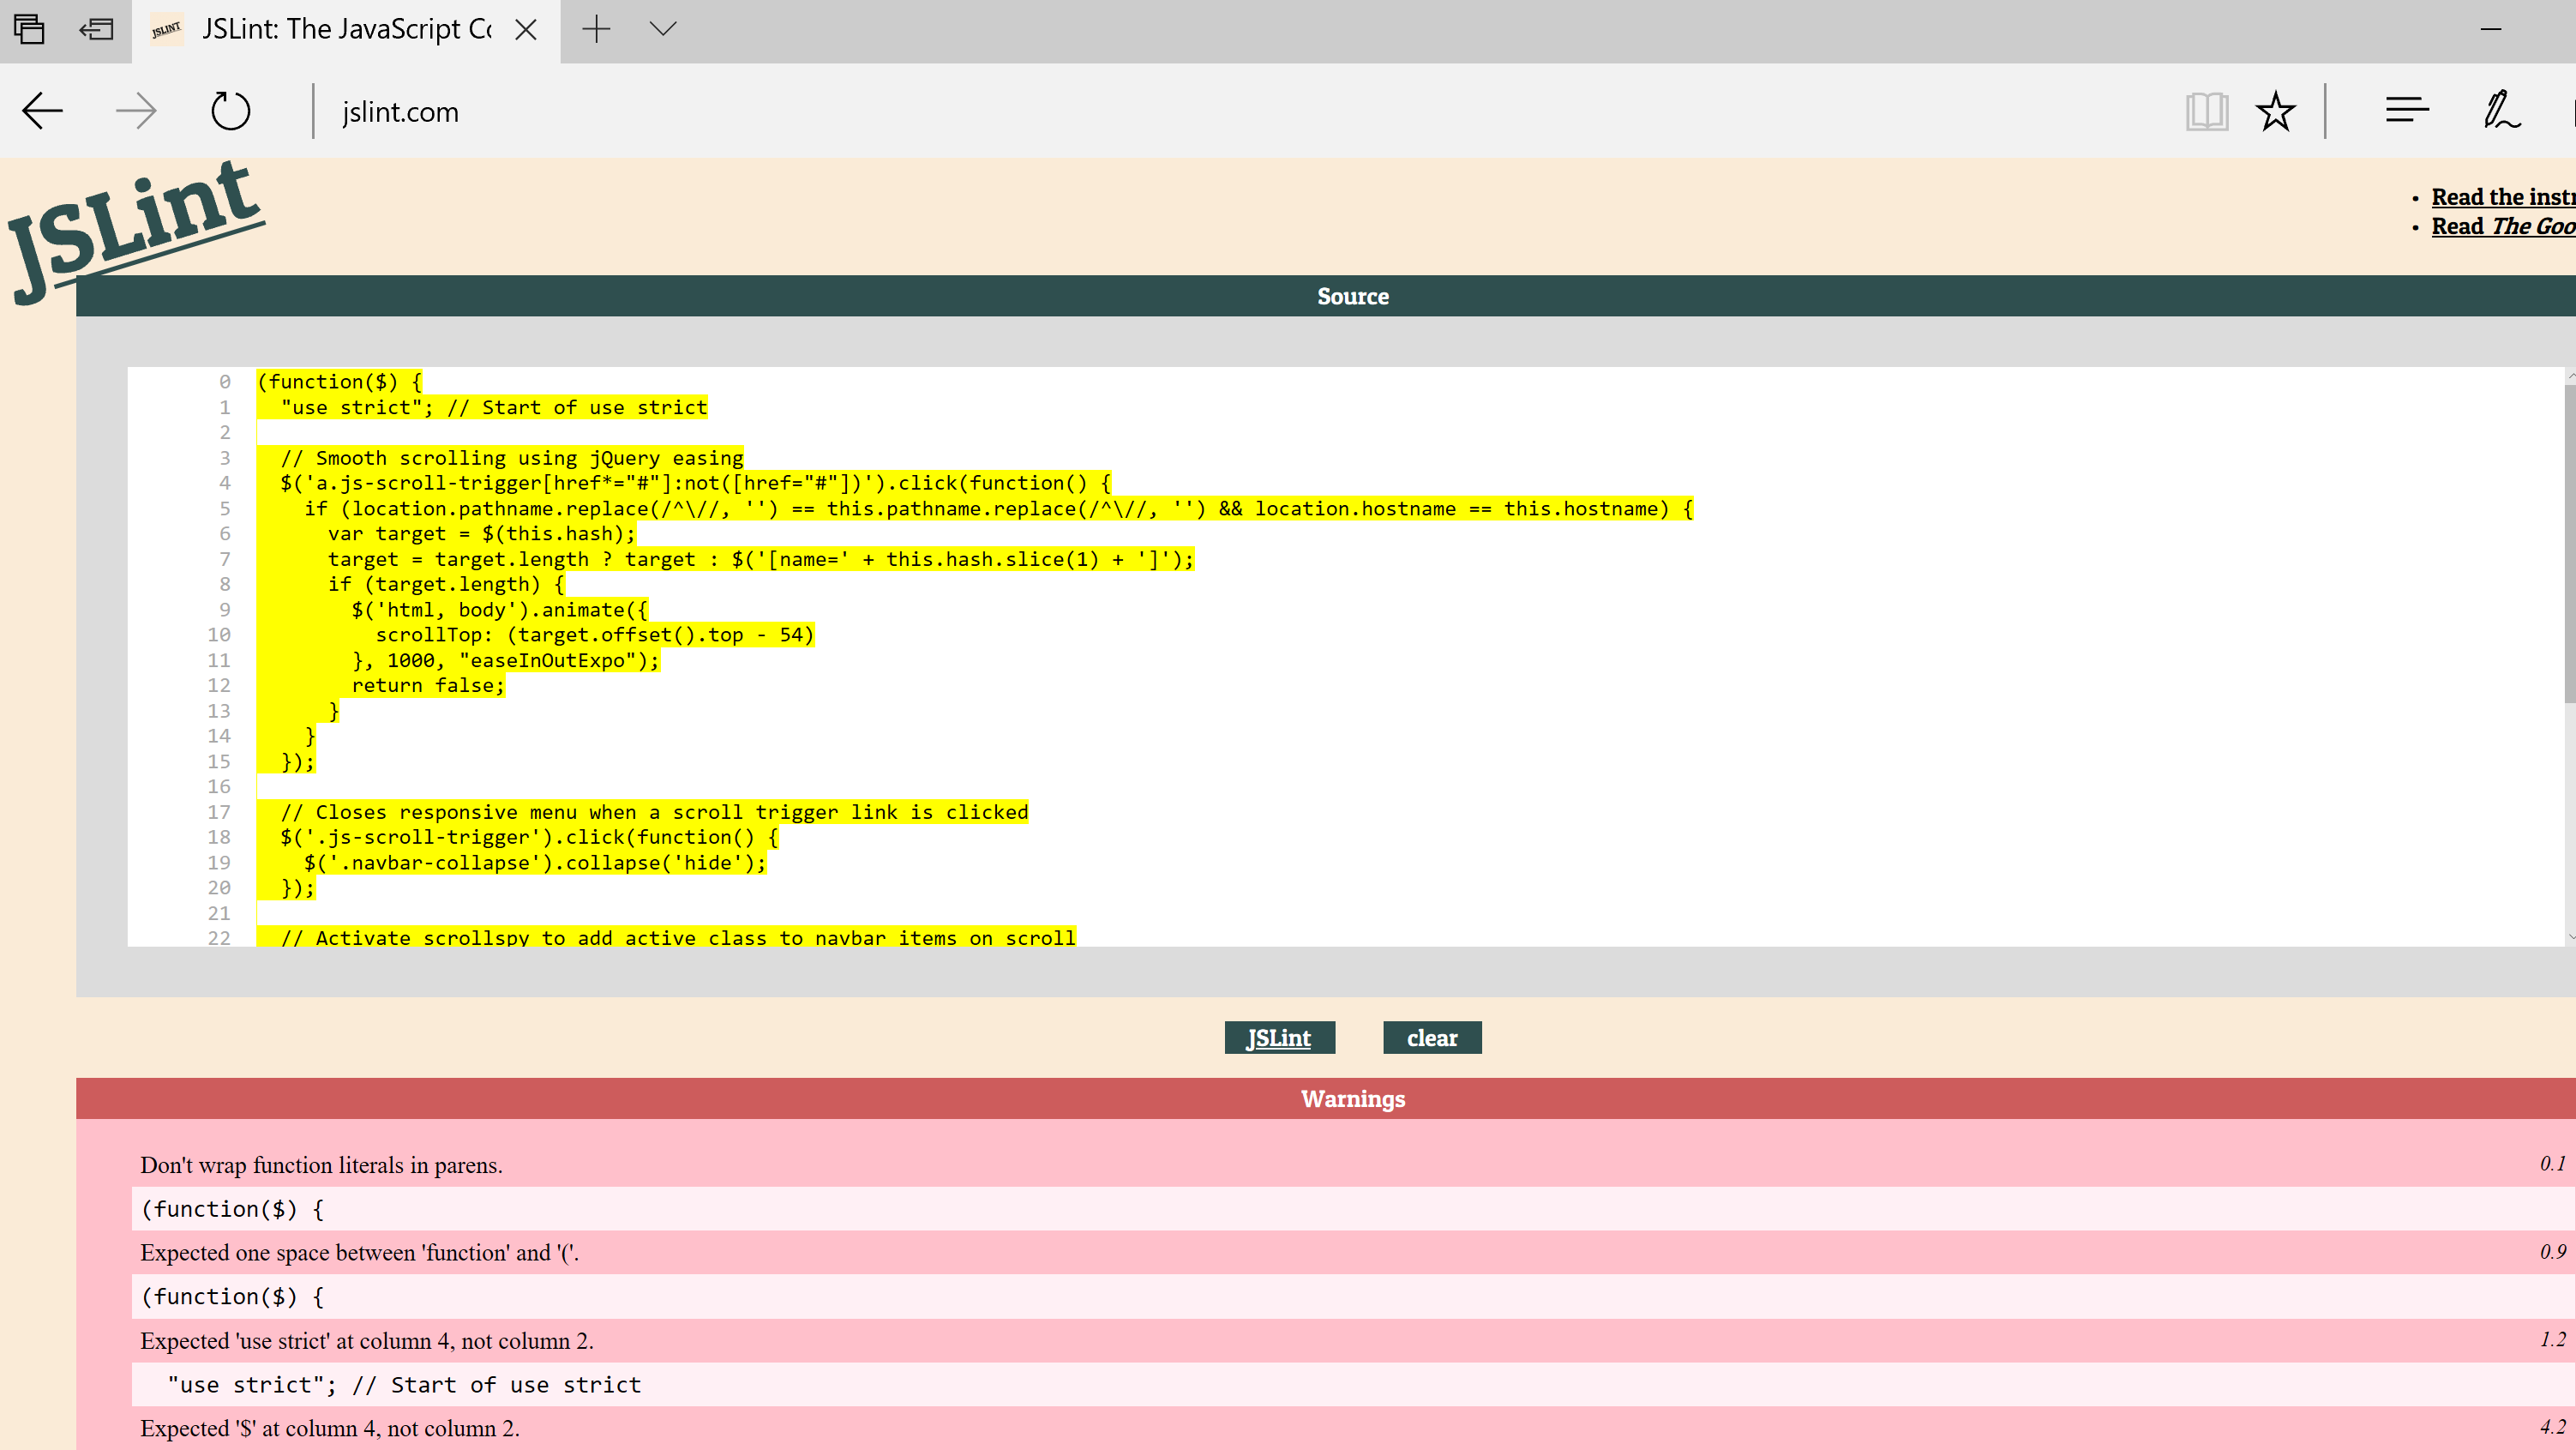 JSLint: The JavaScript Co
jslint.com
JSLint
Read the instr
Read The Goo
Source
0 (function($) {
1   "use strict"; // Start of use strict
2
3   // Smooth scrolling using jQuery easing
4   $('a.js-scroll-trigger[href*="#"]:not([href="#"])').click(function() {
5     if (location.pathname.replace(/^\//, '') == this.pathname.replace(/^\//, '') && location.hostname == this.hostname) {
6       var target = $(this.hash);
7       target = target.length ? target : $('[name=' + this.hash.slice(1) + ']');
8       if (target.length) {
9         $('html, body').animate({
10           scrollTop: (target.offset().top - 54)
11         }, 1000, "easeInOutExpo");
12         return false;
13       }
14     }
15   });
16
17   // Closes responsive menu when a scroll trigger link is clicked
18   $('.js-scroll-trigger').click(function() {
19     $('.navbar-collapse').collapse('hide');
20   });
21
22   // Activate scrollspy to add active class to navbar items on scroll
JSLint clear
Warnings
Don't wrap function literals in parens. 0.1
(function($) {
Expected one space between 'function' and '('. 0.9
(function($) {
Expected 'use strict' at column 4, not column 2. 1.2
"use strict"; // Start of use strict
Expected '$' at column 4, not column 2. 4.2